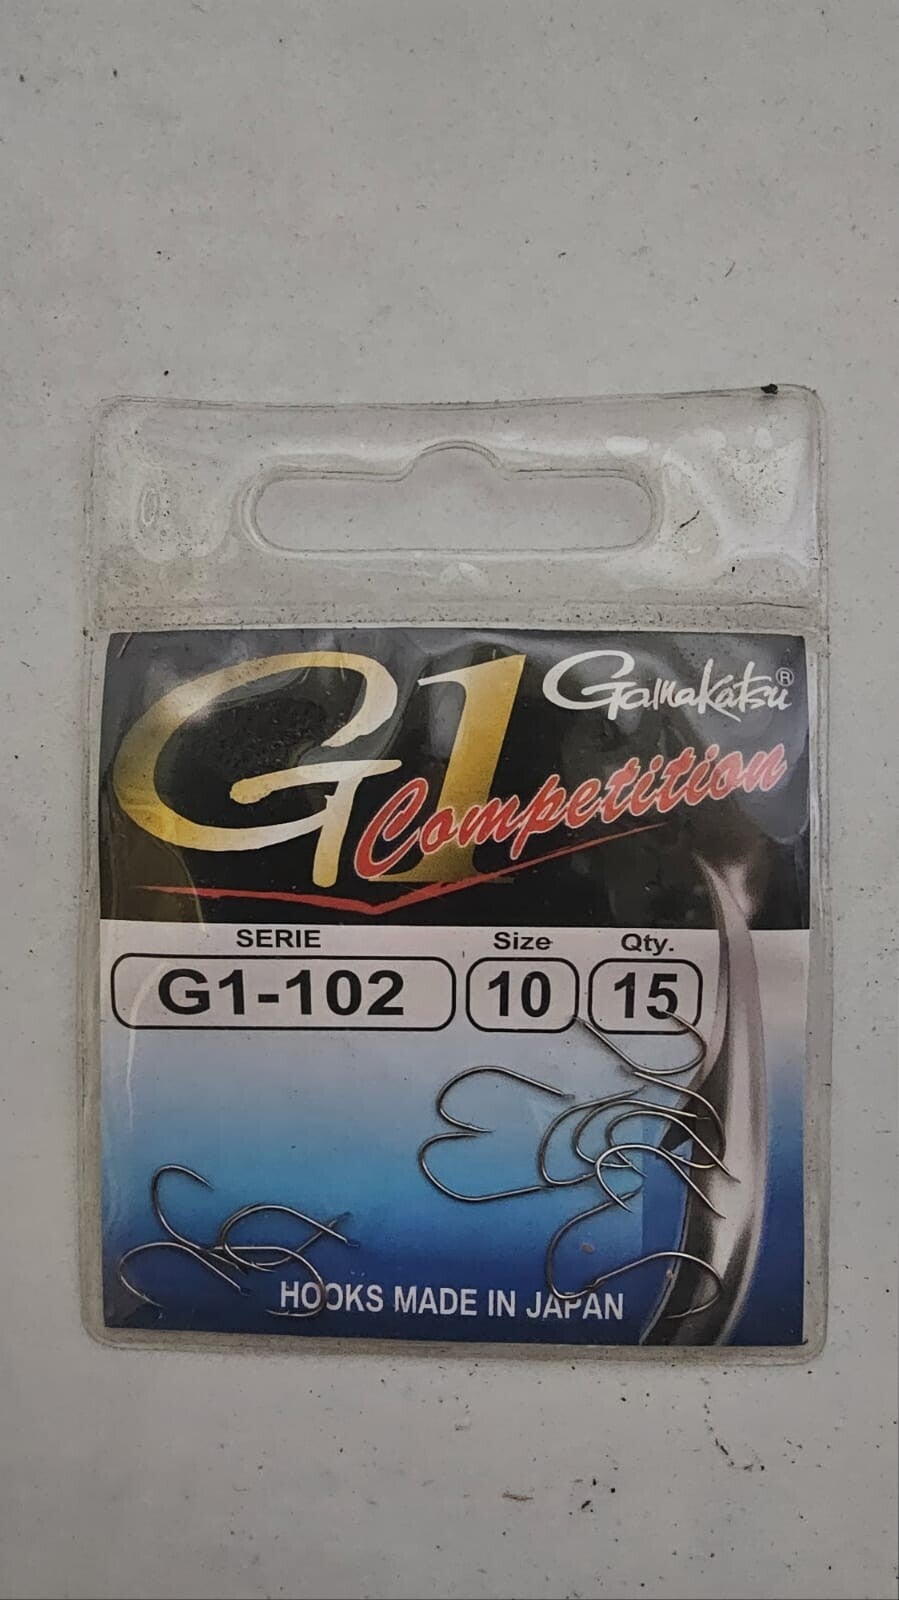 G1 Gamakatsu®
Competition
SERIE Size Qty.
G1-102 10 15
HOOKS MADE IN JAPAN